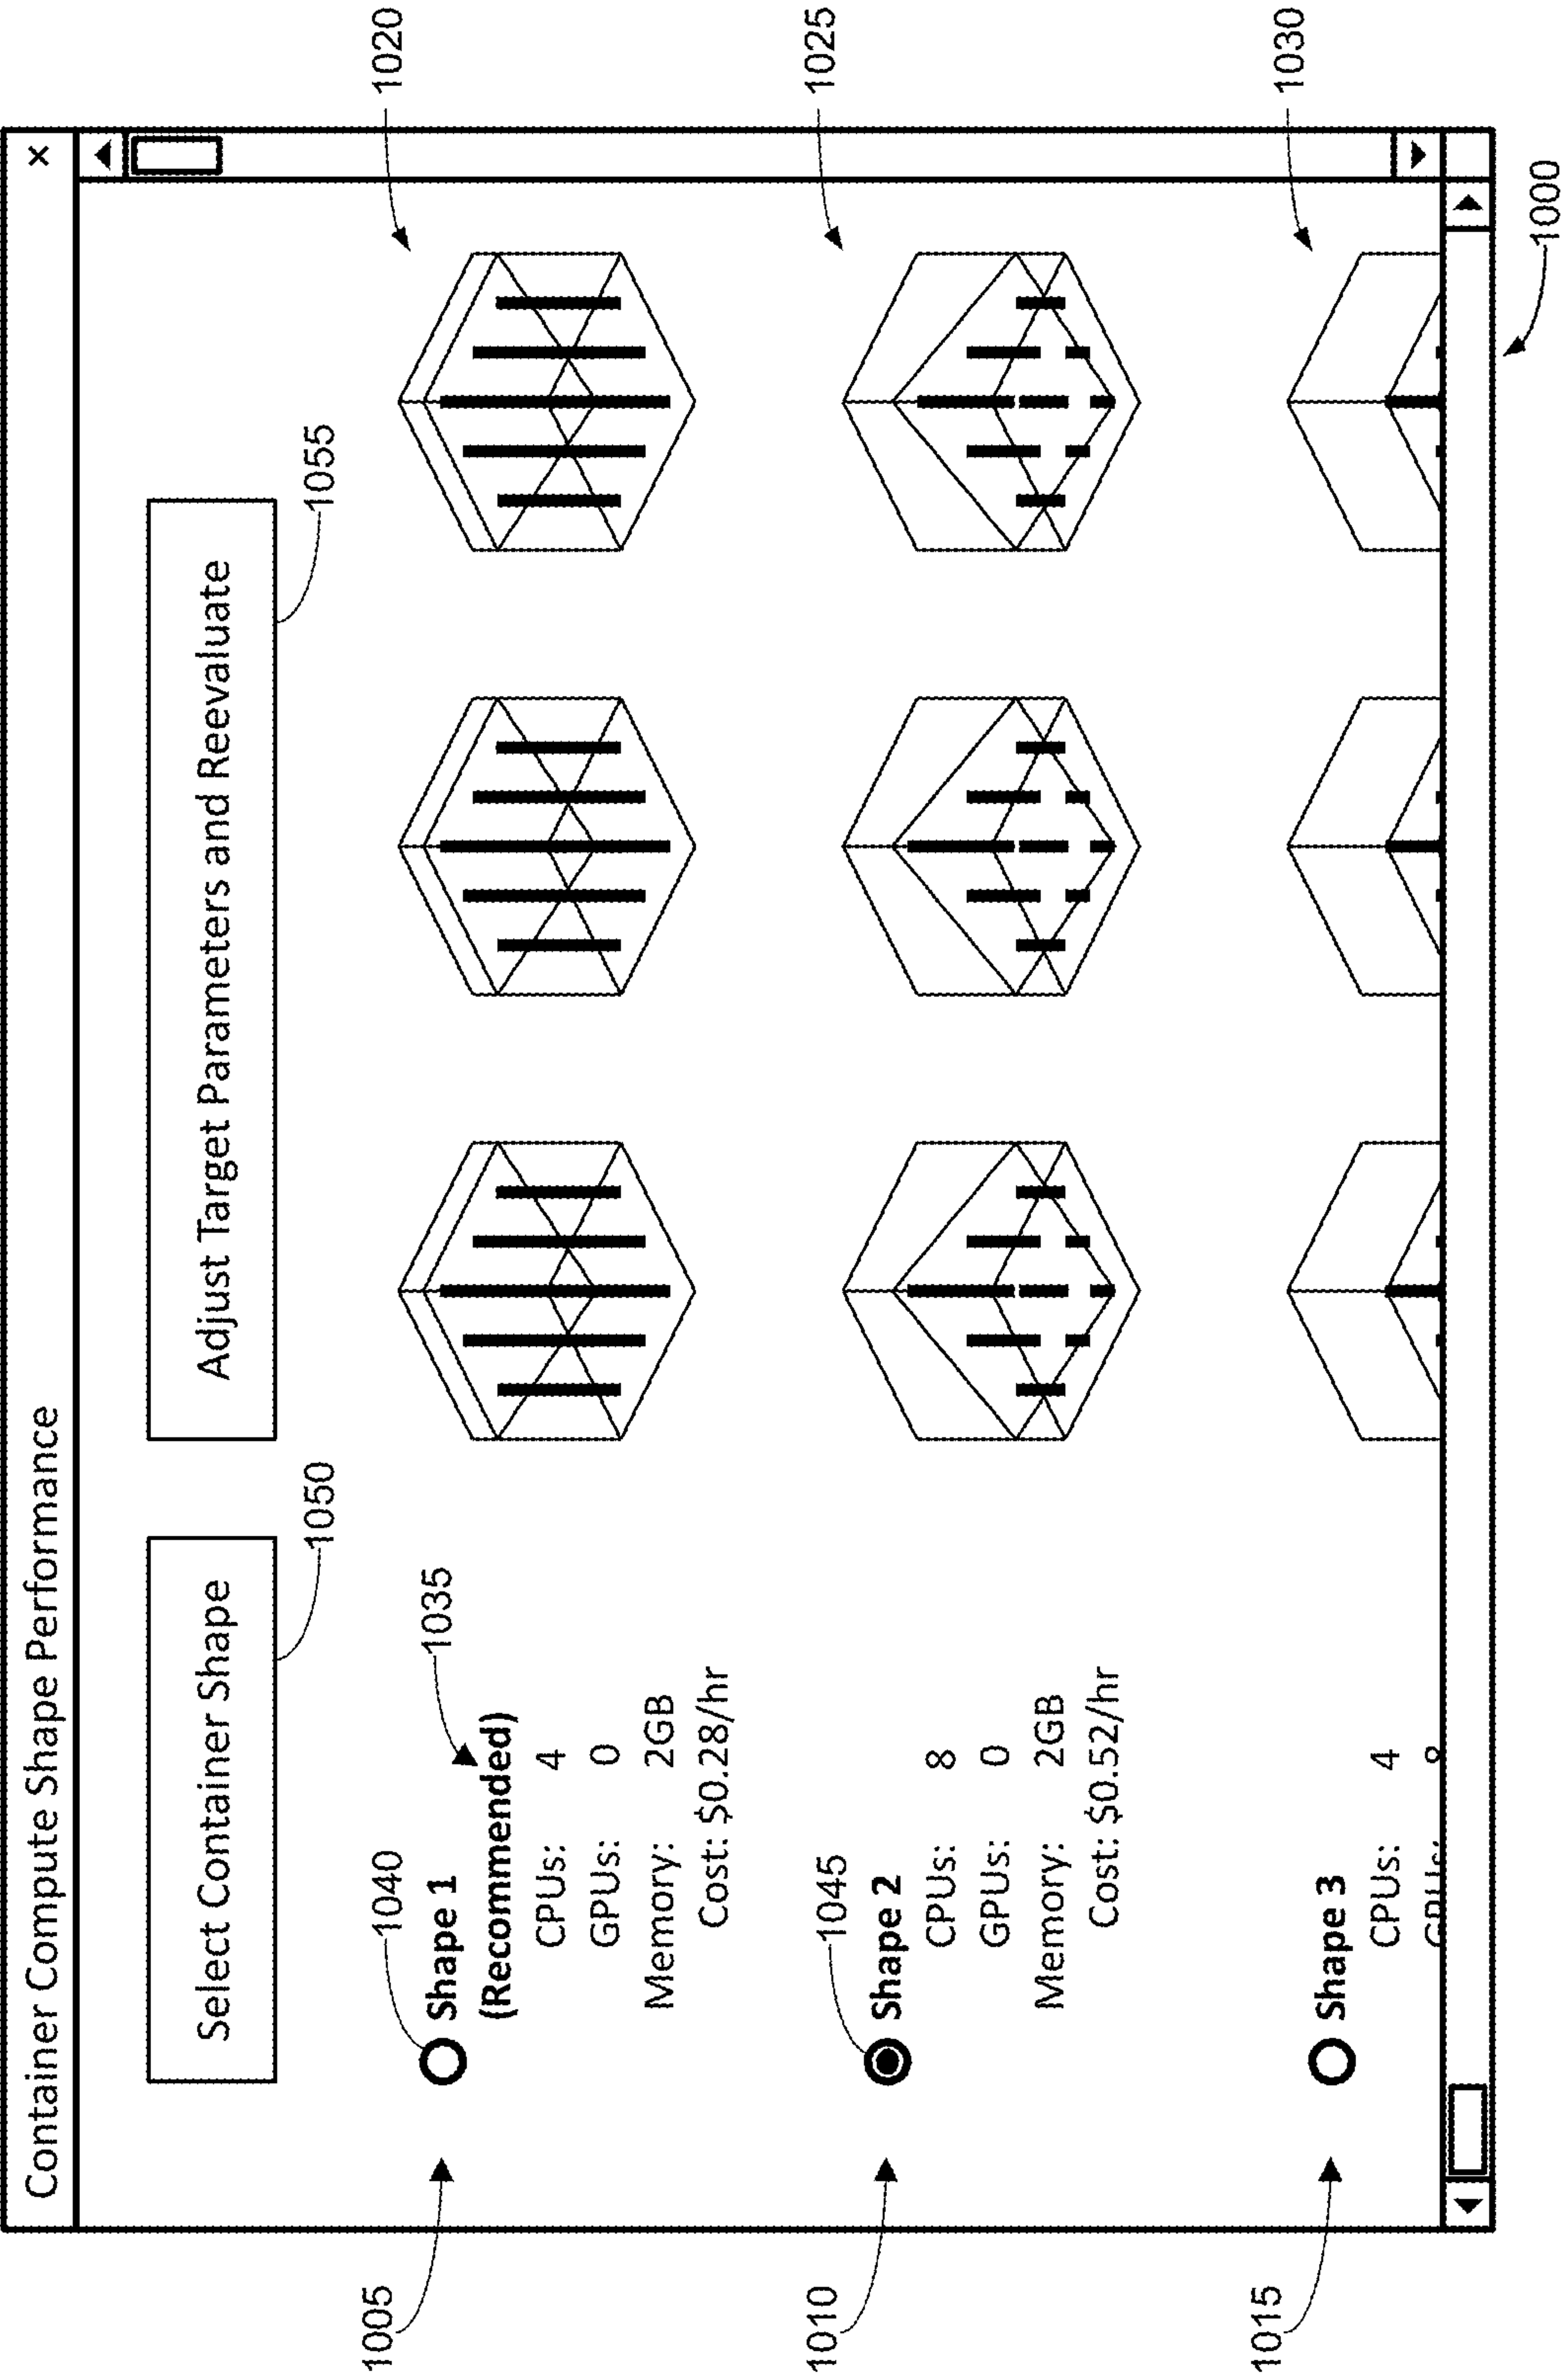 Container Compute Shape Performance
×
Select Container Shape
Adjust Target Parameters and Reevaluate
1050
1055
1005
1040
Shape 1
(Recommended)
1035
1020
CPUs: 4
GPUs: 0
Memory: 2GB
Cost: $0.28/hr
1010
1045
Shape 2
1025
CPUs: 8
GPUs: 0
Memory: 2GB
Cost: $0.52/hr
1015
Shape 3
1030
CPUs: 4
GPUs:
1000